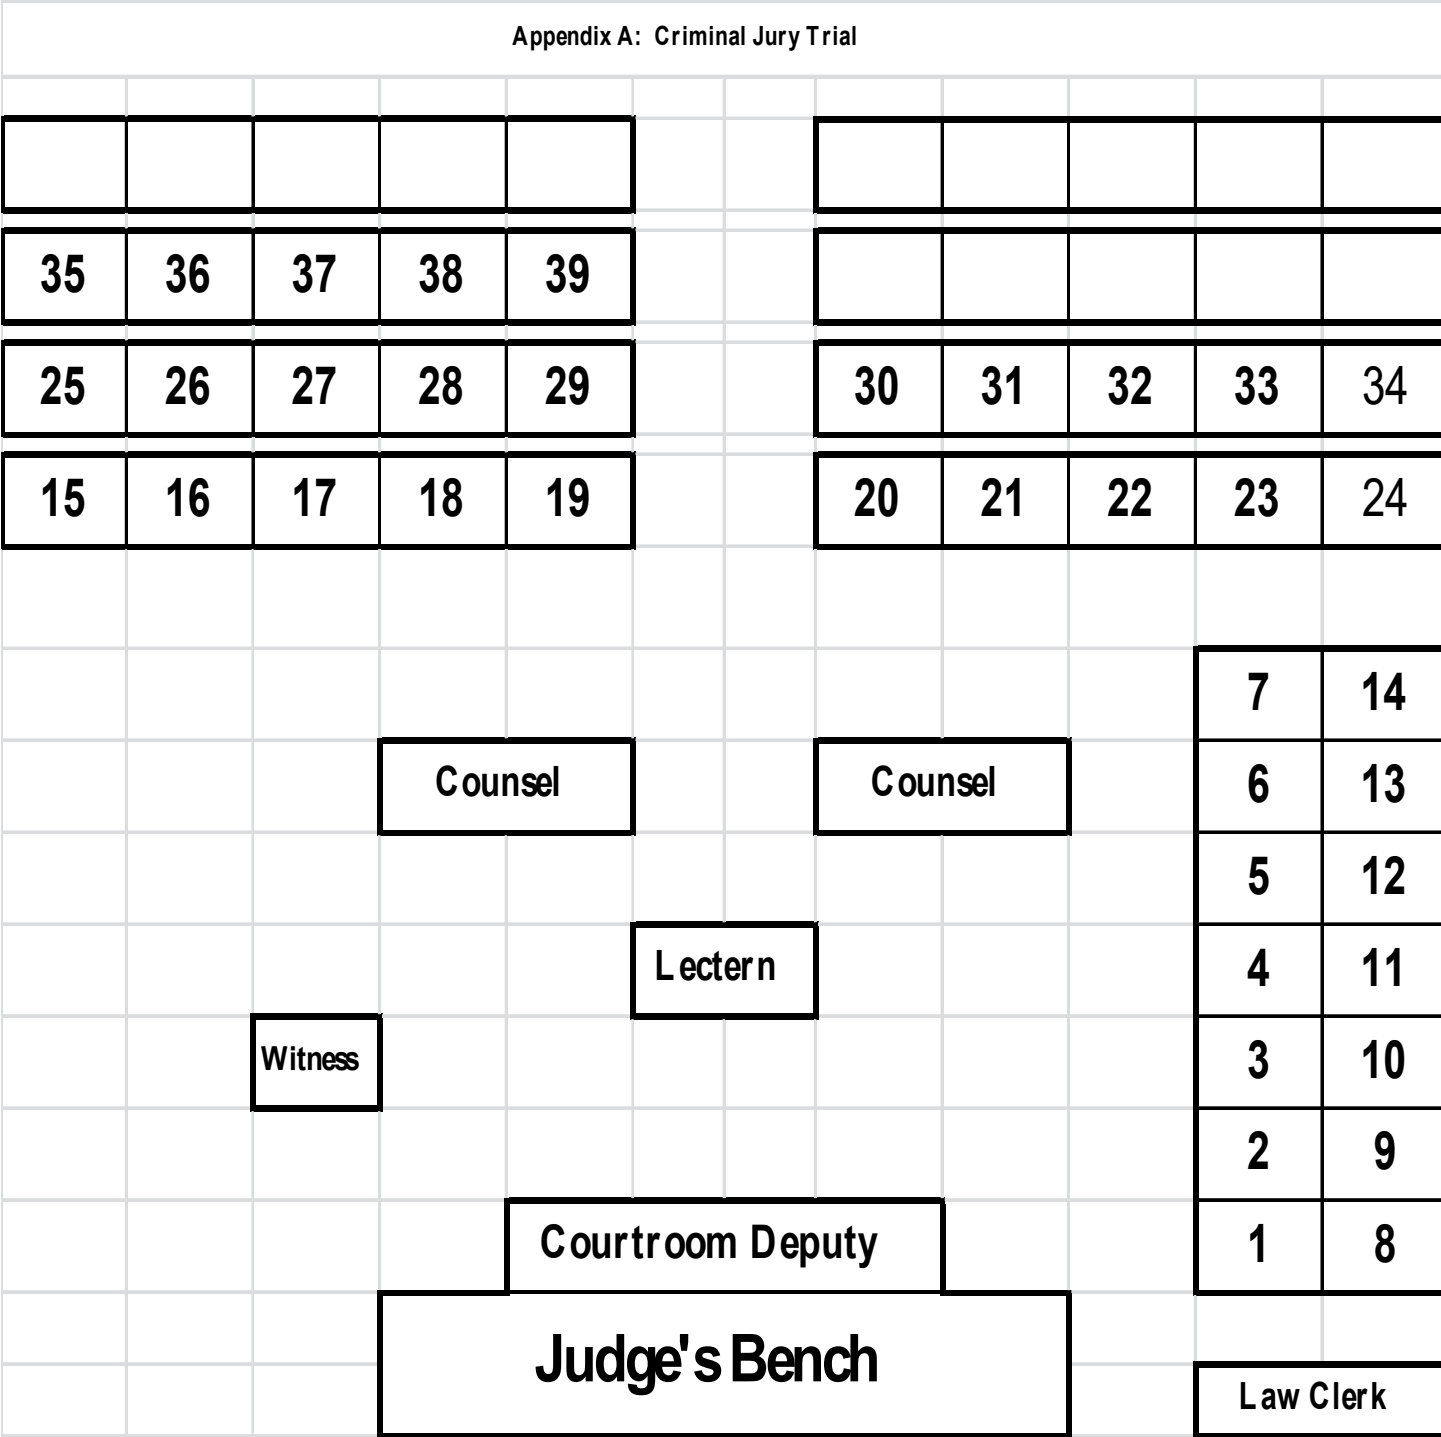 Appendix A: Criminal Jury Trial
35 36 37 38 39
25 26 27 28 29 30 31 32 33 34
15 16 17 18 19 20 21 22 23 24
7 14
Counsel Counsel 6 13
5 12
Lectern 4 11
Witness 3 10
2 9
Courtroom Deputy 1 8
Judge's Bench
Law Clerk